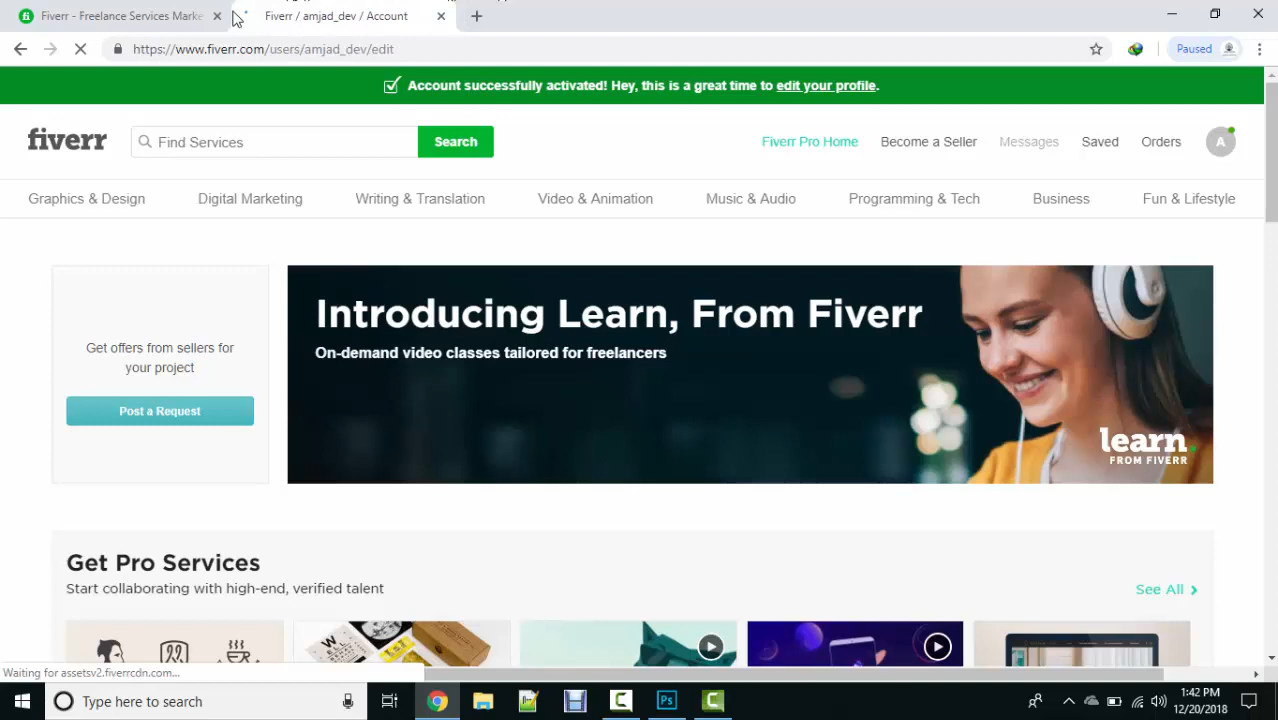 Fiverr - Freelance Services Marke
Fiverr / amjad_dev / Account
https://www.fiverr.com/users/amjad_dev/edit
Paused
Account successfully activated! Hey, this is a great time to edit your profile.
fiverr
Find Services
Search
Fiverr Pro Home
Become a Seller
Messages
Saved
Orders
A
Graphics & Design
Digital Marketing
Writing & Translation
Video & Animation
Music & Audio
Programming & Tech
Business
Fun & Lifestyle
Get offers from sellers for
your project
Post a Request
Introducing Learn, From Fiverr
On-demand video classes tailored for freelancers
learn.
FROM FIVERR
Get Pro Services
Start collaborating with high-end, verified talent
See All
Waiting for assetsv2.fiverrcdn.com...
Type here to search
Ps
1:42 PM
12/20/2018